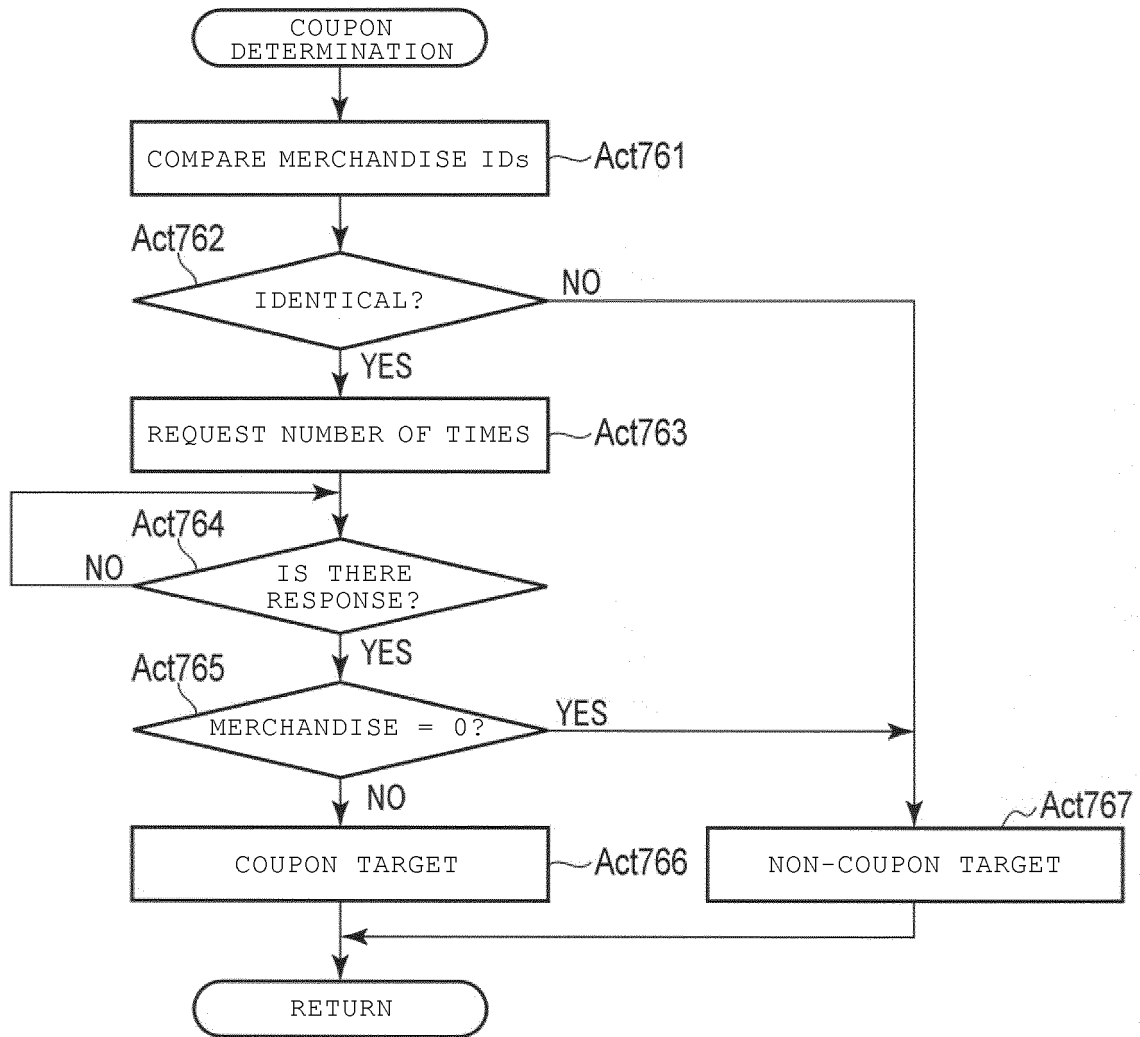 COUPON
DETERMINATION
COMPARE MERCHANDISE IDs
Act761
Act762
IDENTICAL?
NO
YES
REQUEST NUMBER OF TIMES
Act763
Act764
NO
IS THERE
RESPONSE?
YES
Act765
MERCHANDISE = 0?
YES
NO
COUPON TARGET
Act766
Act767
NON-COUPON TARGET
RETURN